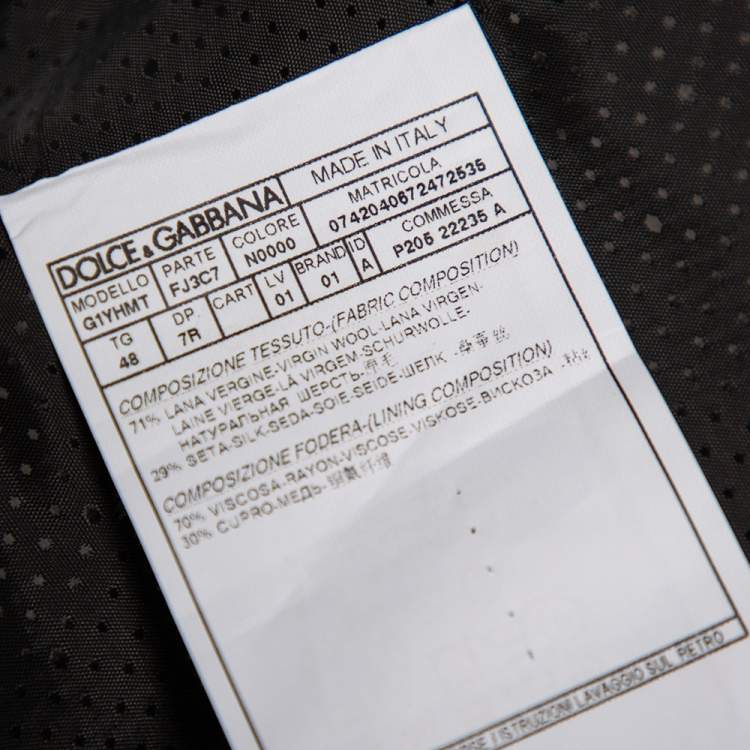 DOLCE & GABBANA
MADE IN ITALY
MODELLO PARTE COLORE MATRICOLA
G1YHMT FJ3C7 N0000 0742040672472535
TG DP. CART LV BRAND ID COMMESSA
48 7R 01 01 A P205 22235 A
COMPOSIZIONE TESSUTO-(FABRIC COMPOSITION)
71% LANA VERGINE-VIRGIN WOOL-LANA VIRGEN-
LAINE VIERGE-LÀ VIRGEM-SCHURWOLLE-
НАТУРАЛЬНАЯ ШЕРСТЬ-
29% SETA-SILK-SEDA-SOIE-SEIDE-ШЕЛК
COMPOSIZIONE FODERA-(LINING COMPOSITION)
70% VISCOSA-RAYON-VISCOSE-VISKOSE-ВИСКОЗА
30% CUPRO-МЕДЬ-
ISTRUZIONI LAVAGGIO SUL RETRO